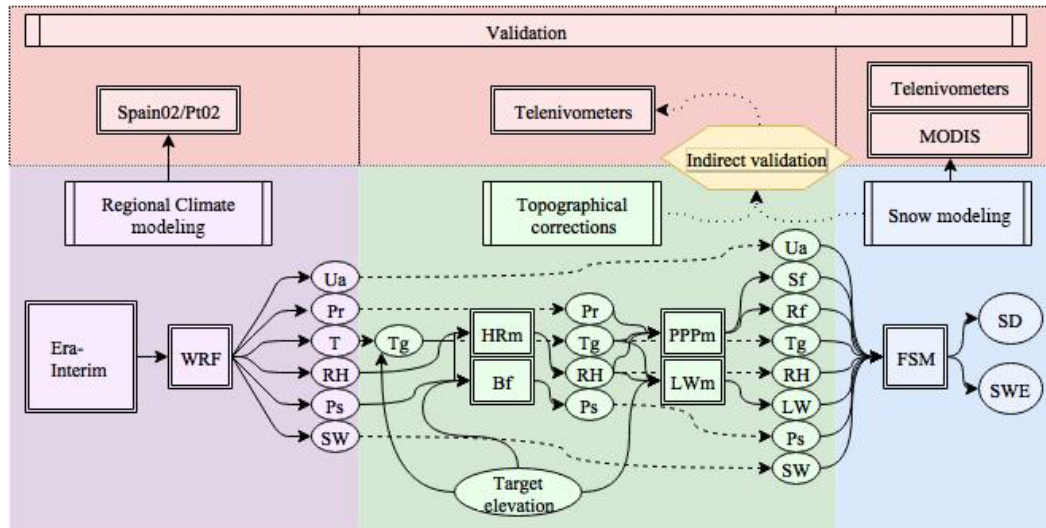 Validation
Spain02/Pt02
Telenivometers
Telenivometers
MODIS
Indirect validation
Regional Climate
modeling
Topographical
corrections
Snow modeling
Era-
Interim
WRF
Ua
Pr
T
RH
Ps
SW
Tg
HRm
Bf
Pr
Tg
RH
Ps
PPPm
LWm
Ua
Sf
Rf
Tg
RH
LW
Ps
SW
FSM
SD
SWE
Target
elevation